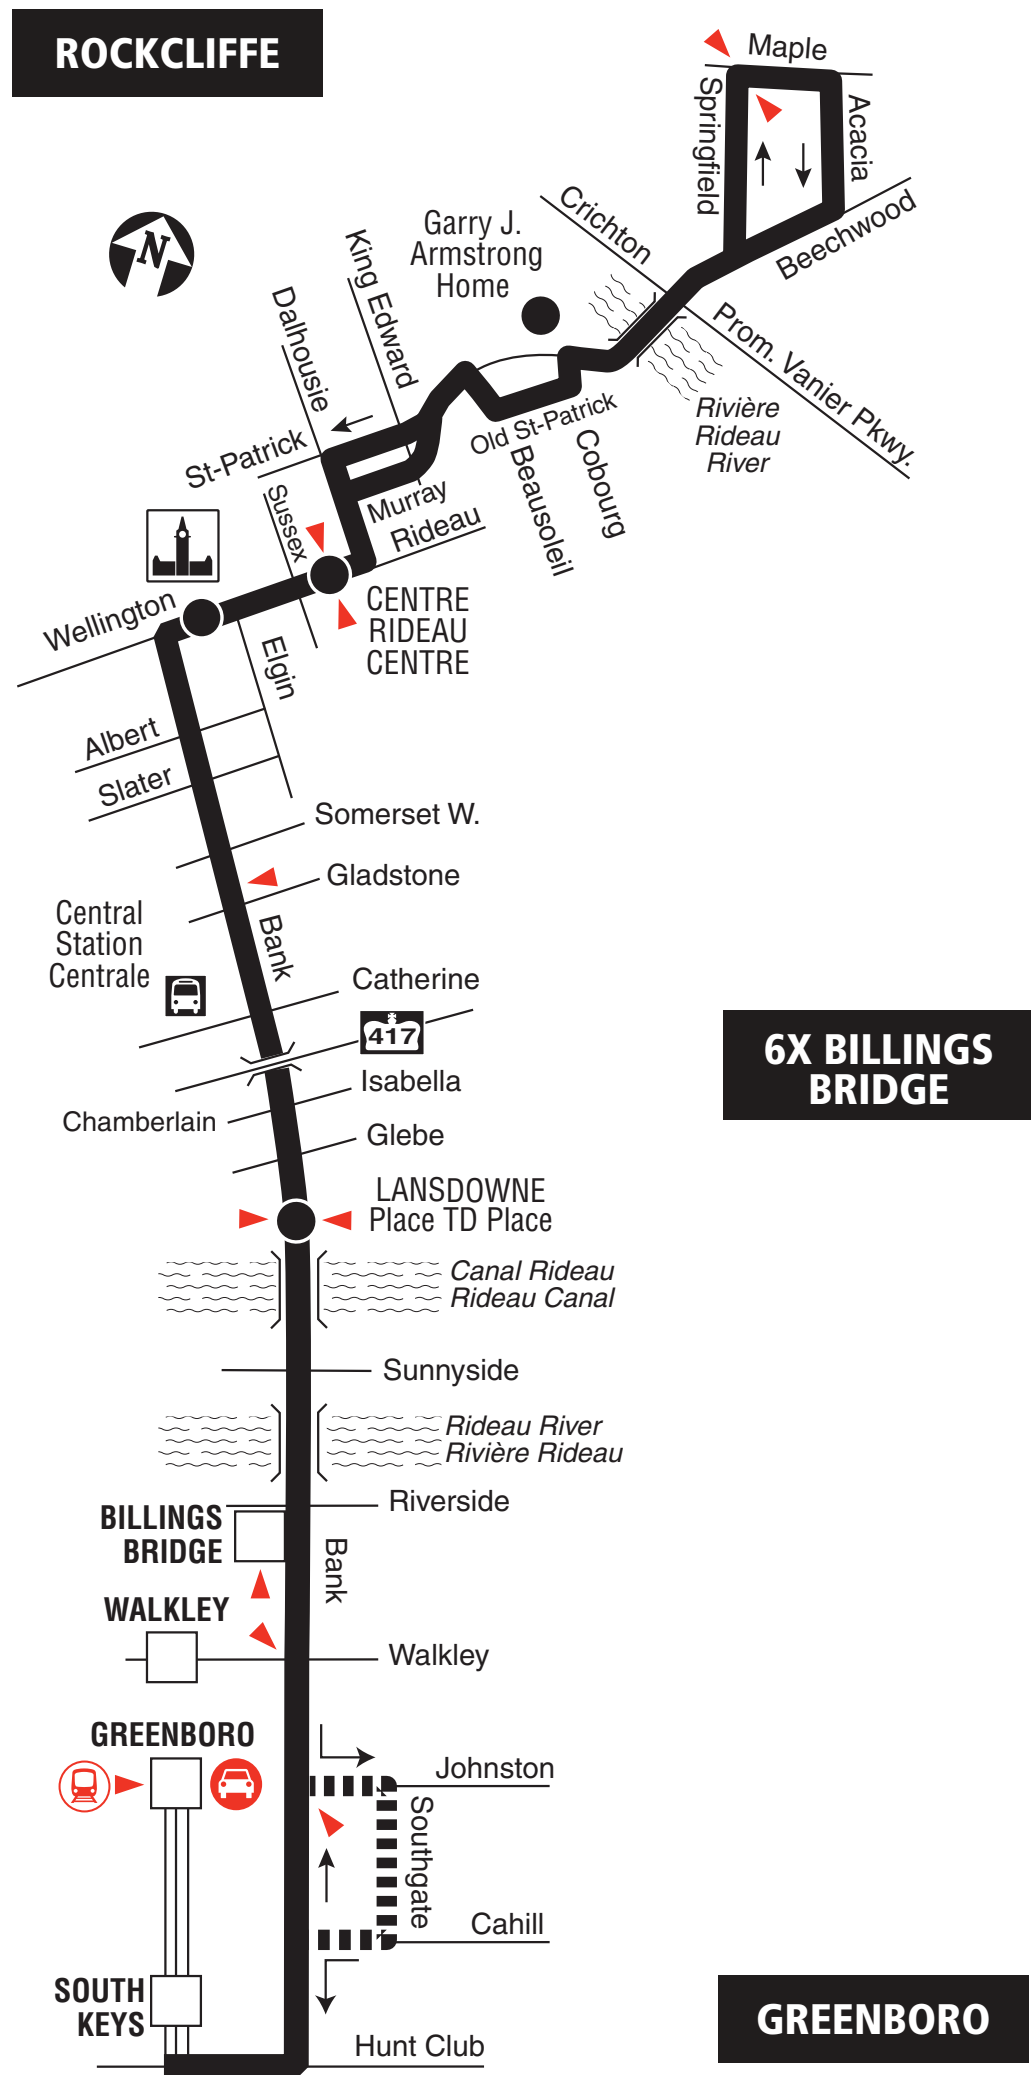 ROCKCLIFFE
Maple
Springfield
Acacia
Beechwood
Crichton
Garry J.
Armstrong
Home
King Edward
Dalhousie
N
Prom. Vanier Pkwy.
Rivière
Rideau
River
St-Patrick
Old St-Patrick
Cobourg
Beausoleil
Murray
Rideau
Sussex
Wellington
CENTRE
RIDEAU
CENTRE
Elgin
Albert
Slater
Somerset W.
Gladstone
Central
Station
Centrale
Bank
Catherine
417
6X BILLINGS
BRIDGE
Isabella
Chamberlain
Glebe
LANSDOWNE
Place TD Place
Canal Rideau
Rideau Canal
Sunnyside
Rideau River
Rivière Rideau
Riverside
BILLINGS
BRIDGE
Bank
WALKLEY
Walkley
GREENBORO
Johnston
Southgate
Cahill
SOUTH
KEYS
GREENBORO
Hunt Club